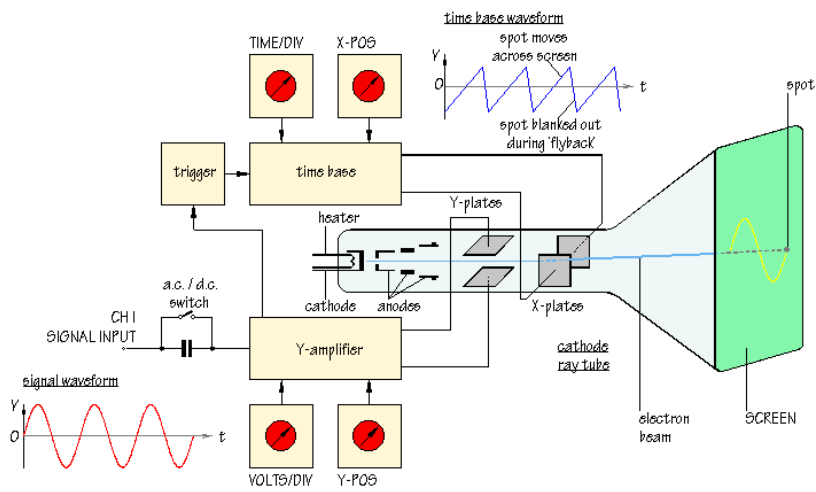 time base waveform
TIME/DIV
X-POS
spot moves
across screen
V
0
t
spot
spot blanked out
during 'flyback'
trigger
time base
Y-plates
heater
cathode
anodes
X-plates
a.c. / d.c.
switch
CH I
SIGNAL INPUT
Y-amplifier
cathode
ray tube
signal waveform
V
0
t
electron
beam
SCREEN
VOLTS/DIV
Y-POS